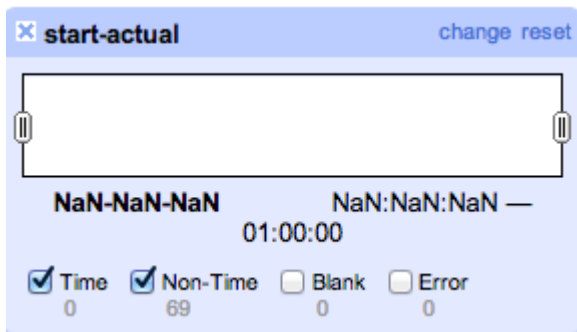 start-actual change reset
NaN-NaN-NaN NaN:NaN:NaN —
01:00:00
Time Non-Time Blank Error
0 69 0 0